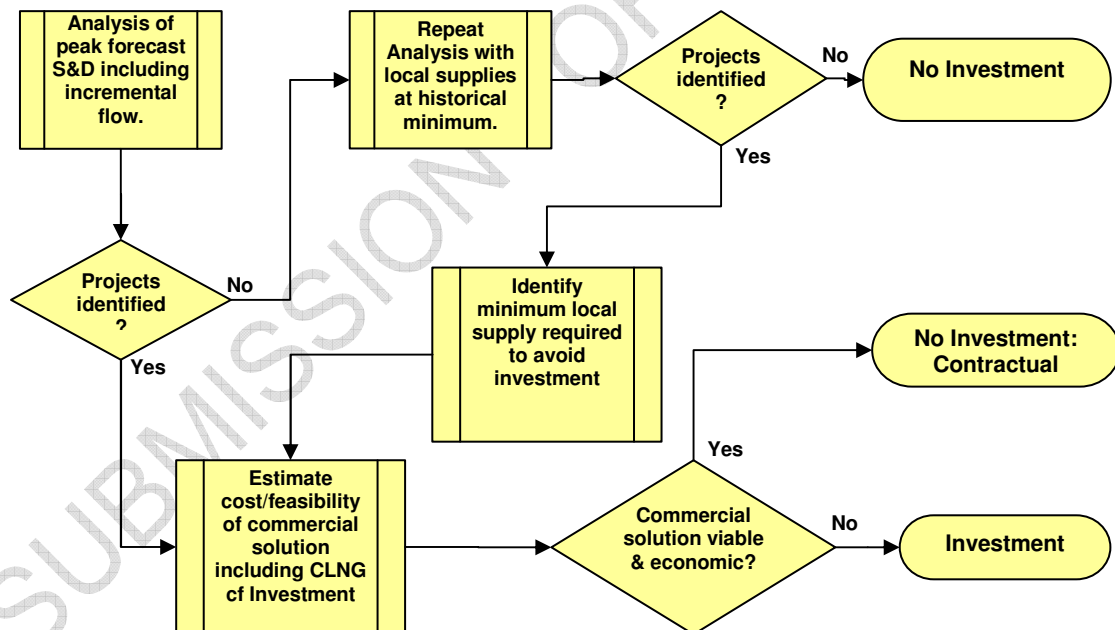 Analysis of
peak forecast
S&D including
incremental
flow.
Repeat
Analysis with
local supplies
at historical
minimum.
Projects
identified
?
No
No Investment
Yes
Projects
identified
?
No
Yes
Identify
minimum local
supply required
to avoid
investment
No Investment:
Contractual
Yes
Estimate
cost/feasibility
of commercial
solution
including CLNG
cf Investment
Commercial
solution viable
& economic?
No
Investment
SUBMISSION OF